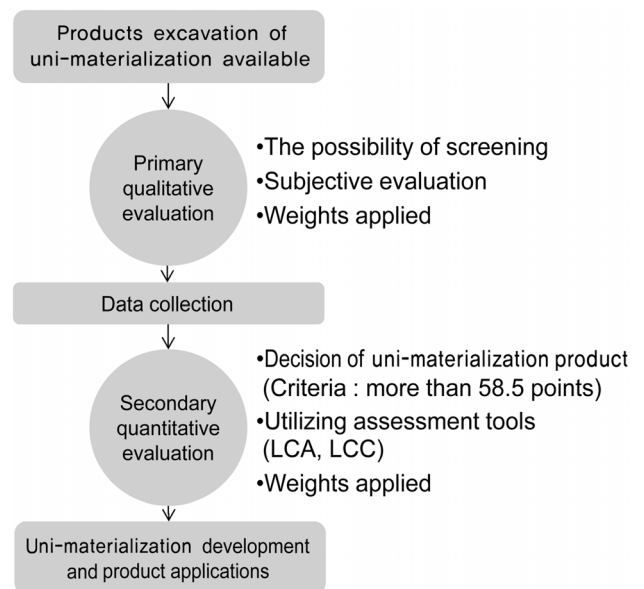 Products excavation of
uni-materialization available
Primary
qualitative
evaluation
•The possibility of screening
•Subjective evaluation
•Weights applied
Data collection
Secondary
quantitative
evaluation
•Decision of uni-materialization product
(Criteria : more than 58.5 points)
•Utilizing assessment tools
(LCA, LCC)
•Weights applied
Uni-materialization development
and product applications